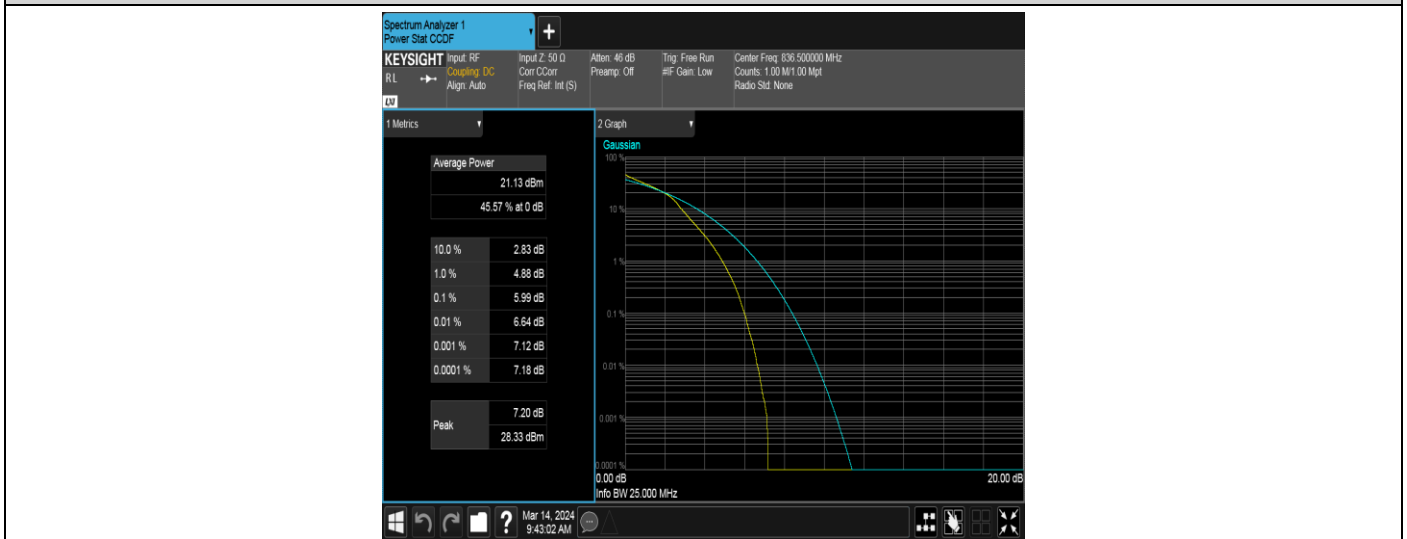 Spectrum Analyzer 1
Power Stat CCDF
+
KEYSIGHT
RL
LXI
Input: RF
Coupling: DC
Align: Auto
Input Z: 50 Ω
Corr CCorr
Freq Ref: Int (S)
Atten: 46 dB
Preamp: Off
Trig: Free Run
#IF Gain: Low
Center Freq: 836.500000 MHz
Counts: 1.00 M/1.00 Mpt
Radio Std: None
1 Metrics
Average Power
21.13 dBm
45.57 % at 0 dB
10.0 % 2.83 dB
1.0 % 4.88 dB
0.1 % 5.99 dB
0.01 % 6.64 dB
0.001 % 7.12 dB
0.0001 % 7.18 dB
Peak
7.20 dB
28.33 dBm
2 Graph
Gaussian
100 %
10 %
1 %
0.1 %
0.01 %
0.001 %
0.0001 %
0.00 dB 20.00 dB
Info BW 25.000 MHz
?
Mar 14, 2024
9:43:02 AM